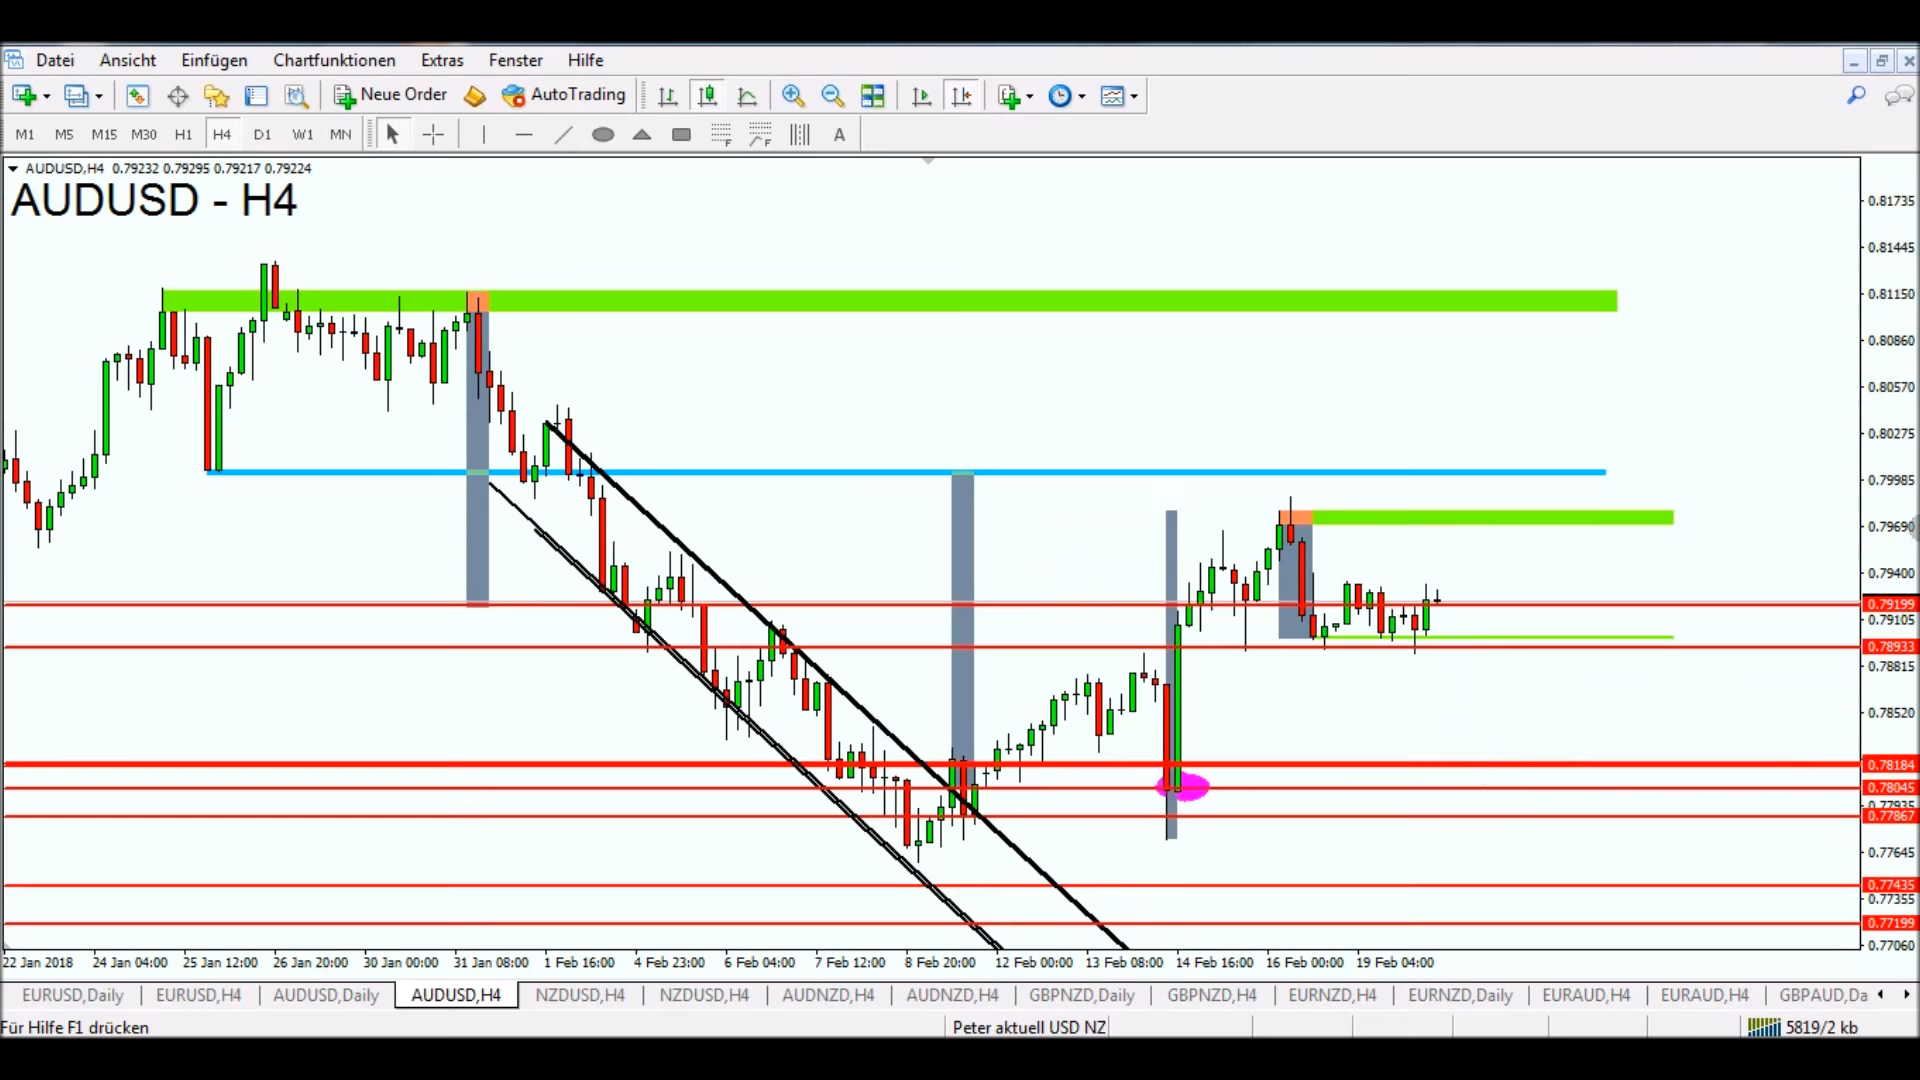 Datei Ansicht Einfügen Chartfunktionen Extras Fenster Hilfe
Neue Order AutoTrading
M1 M5 M15 M30 H1 H4 D1 W1 MN F F A
AUDUSD,H4 0.79232 0.79295 0.79217 0.79224
AUDUSD - H4
0.81735
0.81445
0.81150
0.80860
0.80570
0.80275
0.79985
0.79690
0.79400
0.79199
0.79105
0.78933
0.78815
0.78520
0.78184
0.78045
0.77935
0.77867
0.77645
0.77435
0.77355
0.77199
0.77060
22 Jan 2018 24 Jan 04:00 25 Jan 12:00 26 Jan 20:00 30 Jan 00:00 31 Jan 08:00 1 Feb 16:00 4 Feb 23:00 6 Feb 04:00 7 Feb 12:00 8 Feb 20:00 12 Feb 00:00 13 Feb 08:00 14 Feb 16:00 16 Feb 00:00 19 Feb 04:00
EURUSD,Daily EURUSD,H4 AUDUSD,Daily AUDUSD,H4 NZDUSD,H4 NZDUSD,H4 AUDNZD,H4 AUDNZD,H4 GBPNZD,Daily GBPNZD,H4 EURNZD,H4 EURNZD,Daily EURAUD,H4 EURAUD,H4 GBPAUD,Da
Für Hilfe F1 drücken Peter aktuell USD NZ 5819/2 kb